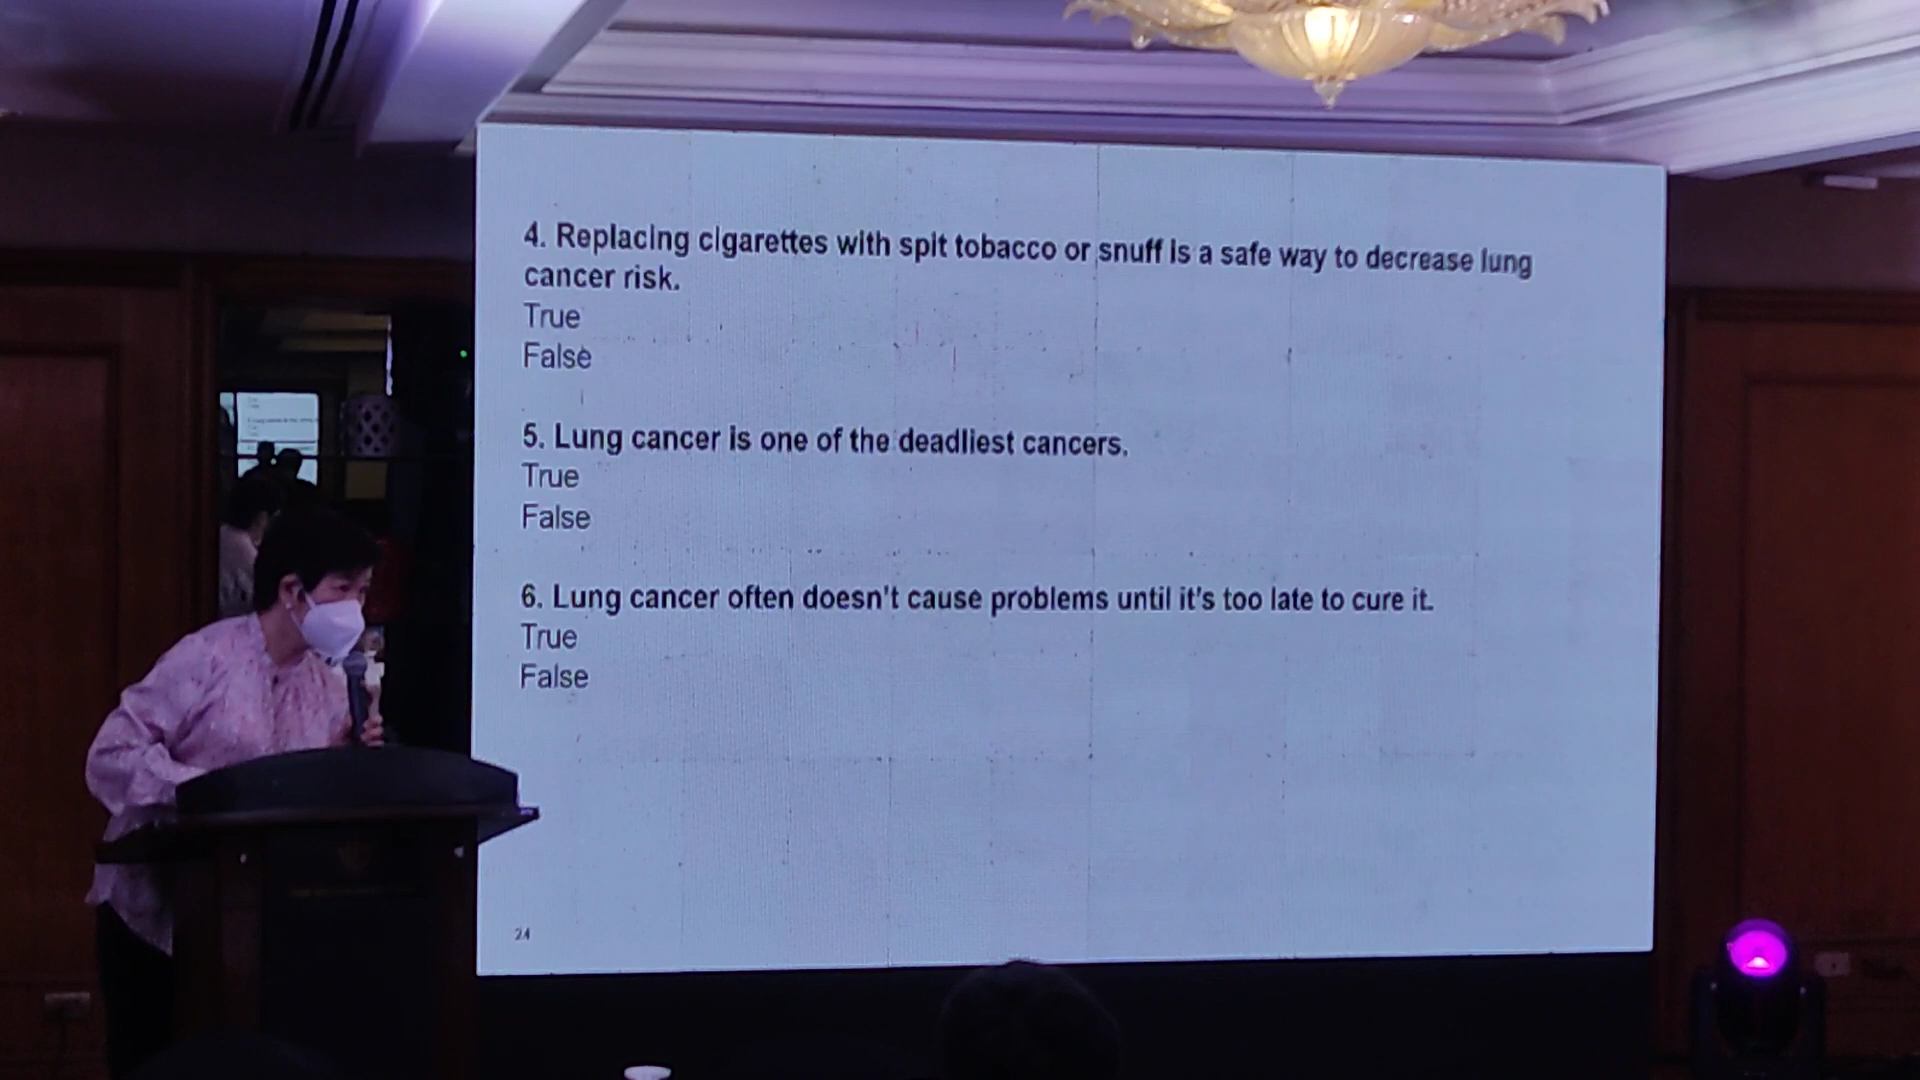 4. Replacing cigarettes with spit tobacco or snuff is a safe way to decrease lung
cancer risk.
True
False
5. Lung cancer is one of the deadliest cancers.
True
False
6. Lung cancer often doesn't cause problems until it's too late to cure it.
True
False
24